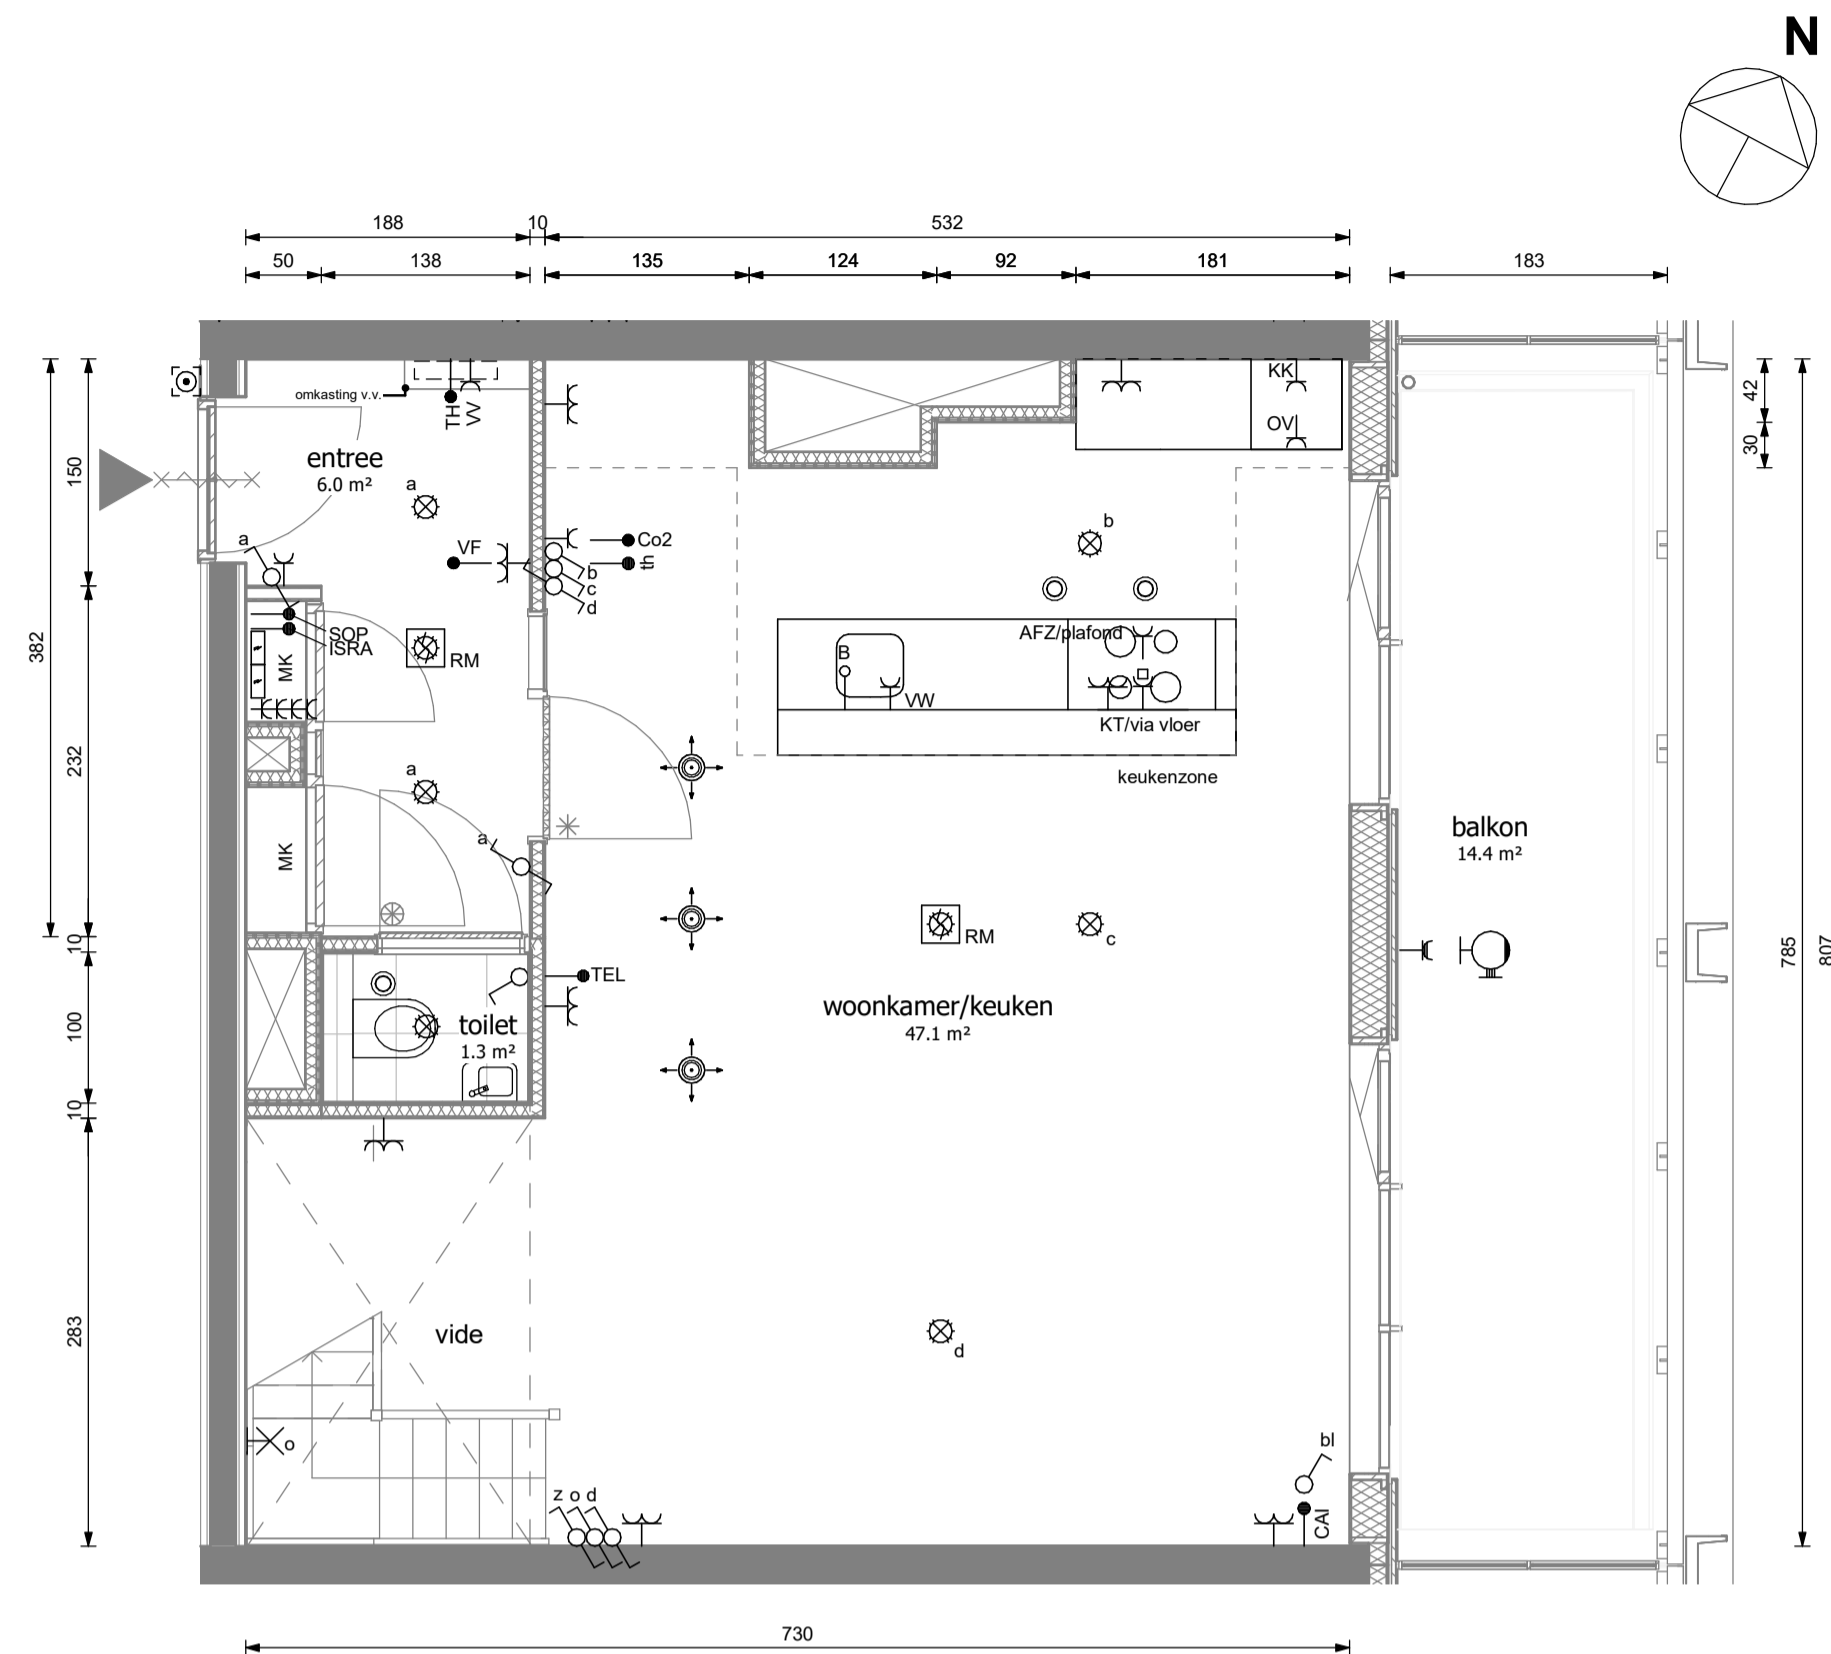 N
188
10
532
50
138
135
124
92
181
183
omkasting v.v.
TH
VV
KK
OV
42
30
entree
6.0 m²
a
150
382
a
VF
Co2
th
b
c
d
b
SOP
ISRA
MK
RM
AFZ/plafond
B
VW
KT/via vloer
keukenzone
232
a
a
MK
balkon
14.4 m²
RM
c
10
TEL
785
807
woonkamer/keuken
47.1 m²
toilet
1.3 m²
100
10
283
vide
d
o
z o d
bl
CAI
730